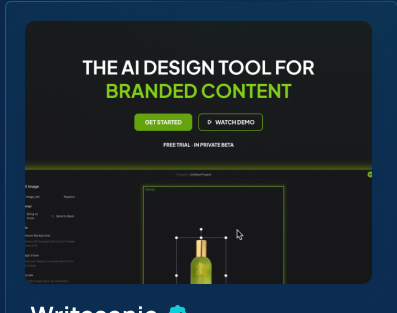 THE AI DESIGN TOOL FOR
BRANDED CONTENT
GET STARTED
WATCH DEMO
FREE TRIAL · IN PRIVATE BETA
Untitled Project
Writesonic